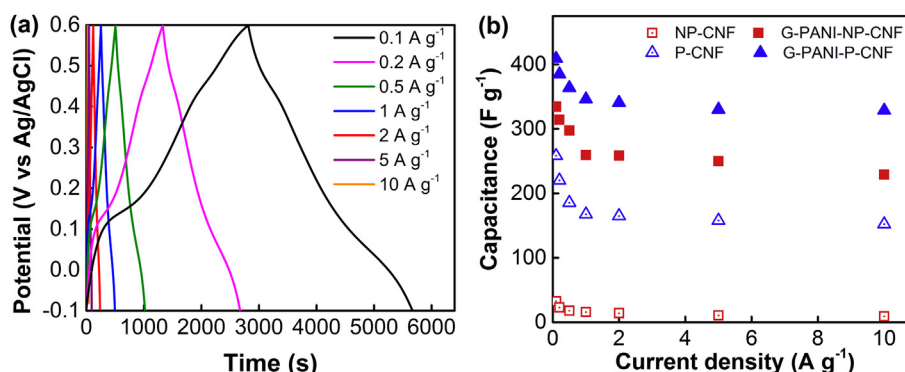 (a)
Potential (V vs Ag/AgCl)
0.6
0.5
0.4
0.3
0.2
0.1
0.0
-0.1
0.1 A g⁻¹
0.2 A g⁻¹
0.5 A g⁻¹
1 A g⁻¹
2 A g⁻¹
5 A g⁻¹
10 A g⁻¹
0 1000 2000 3000 4000 5000 6000
Time (s)
(b)
NP-CNF G-PANI-NP-CNF
P-CNF G-PANI-P-CNF
Capacitance (F g⁻¹)
400
300
200
100
0
0 2 4 6 8 10
Current density (A g⁻¹)